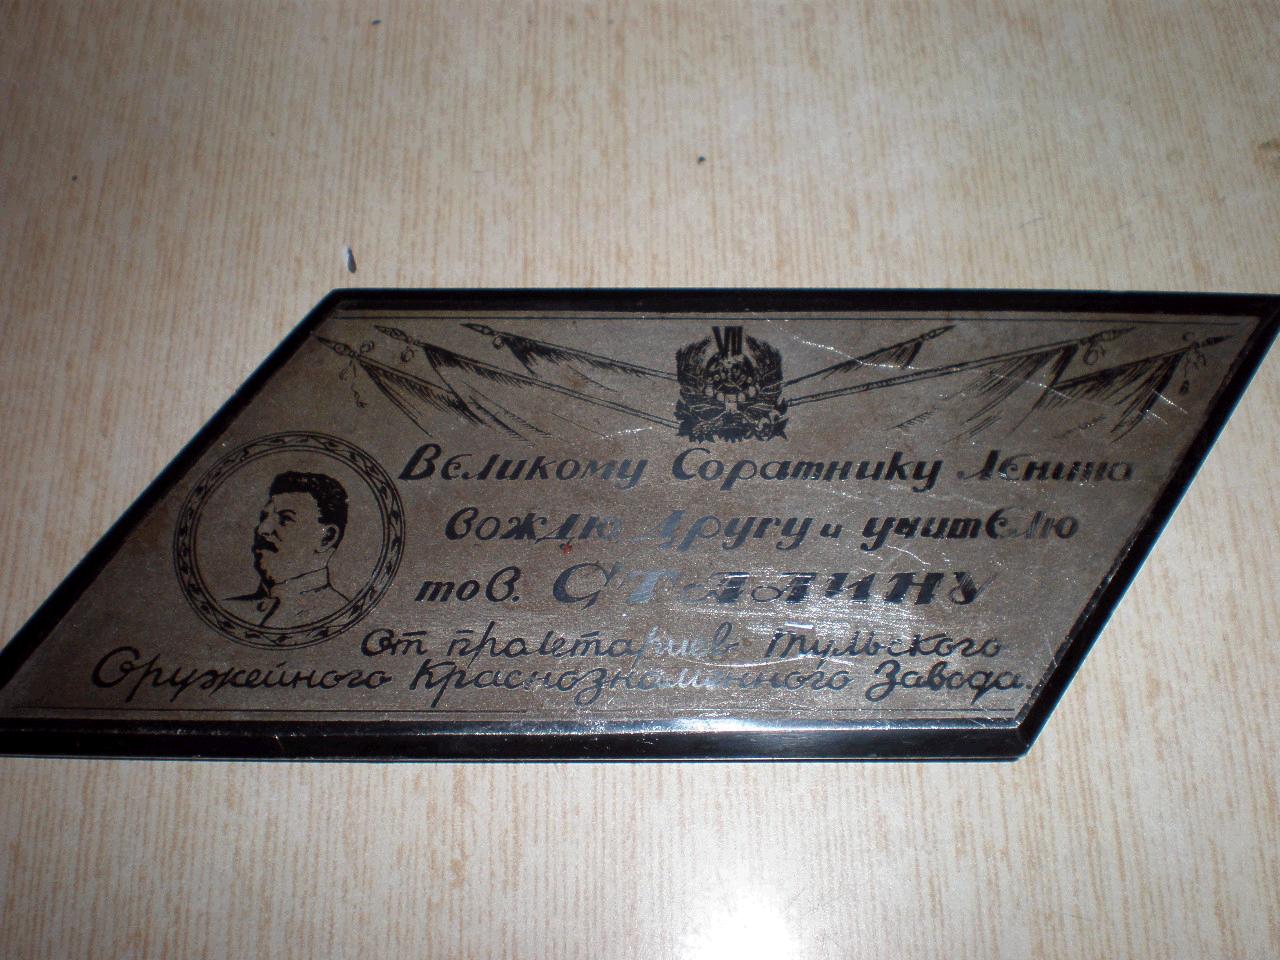 VII
Великому Соратнику Ленина
вождю другу и учителю
тов. СТАЛИНУ
От пролетариев Тульского
Оружейного Краснознаменного Завода.